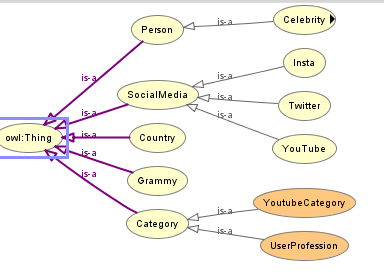 Person
is-a
Celebrity
is-a
Insta
is-a
SocialMedia
is-a
Twitter
is-a
is-a
YouTube
owl:Thing
is-a
Country
is-a
Grammy
is-a
Category
is-a
YoutubeCategory
is-a
UserProfession